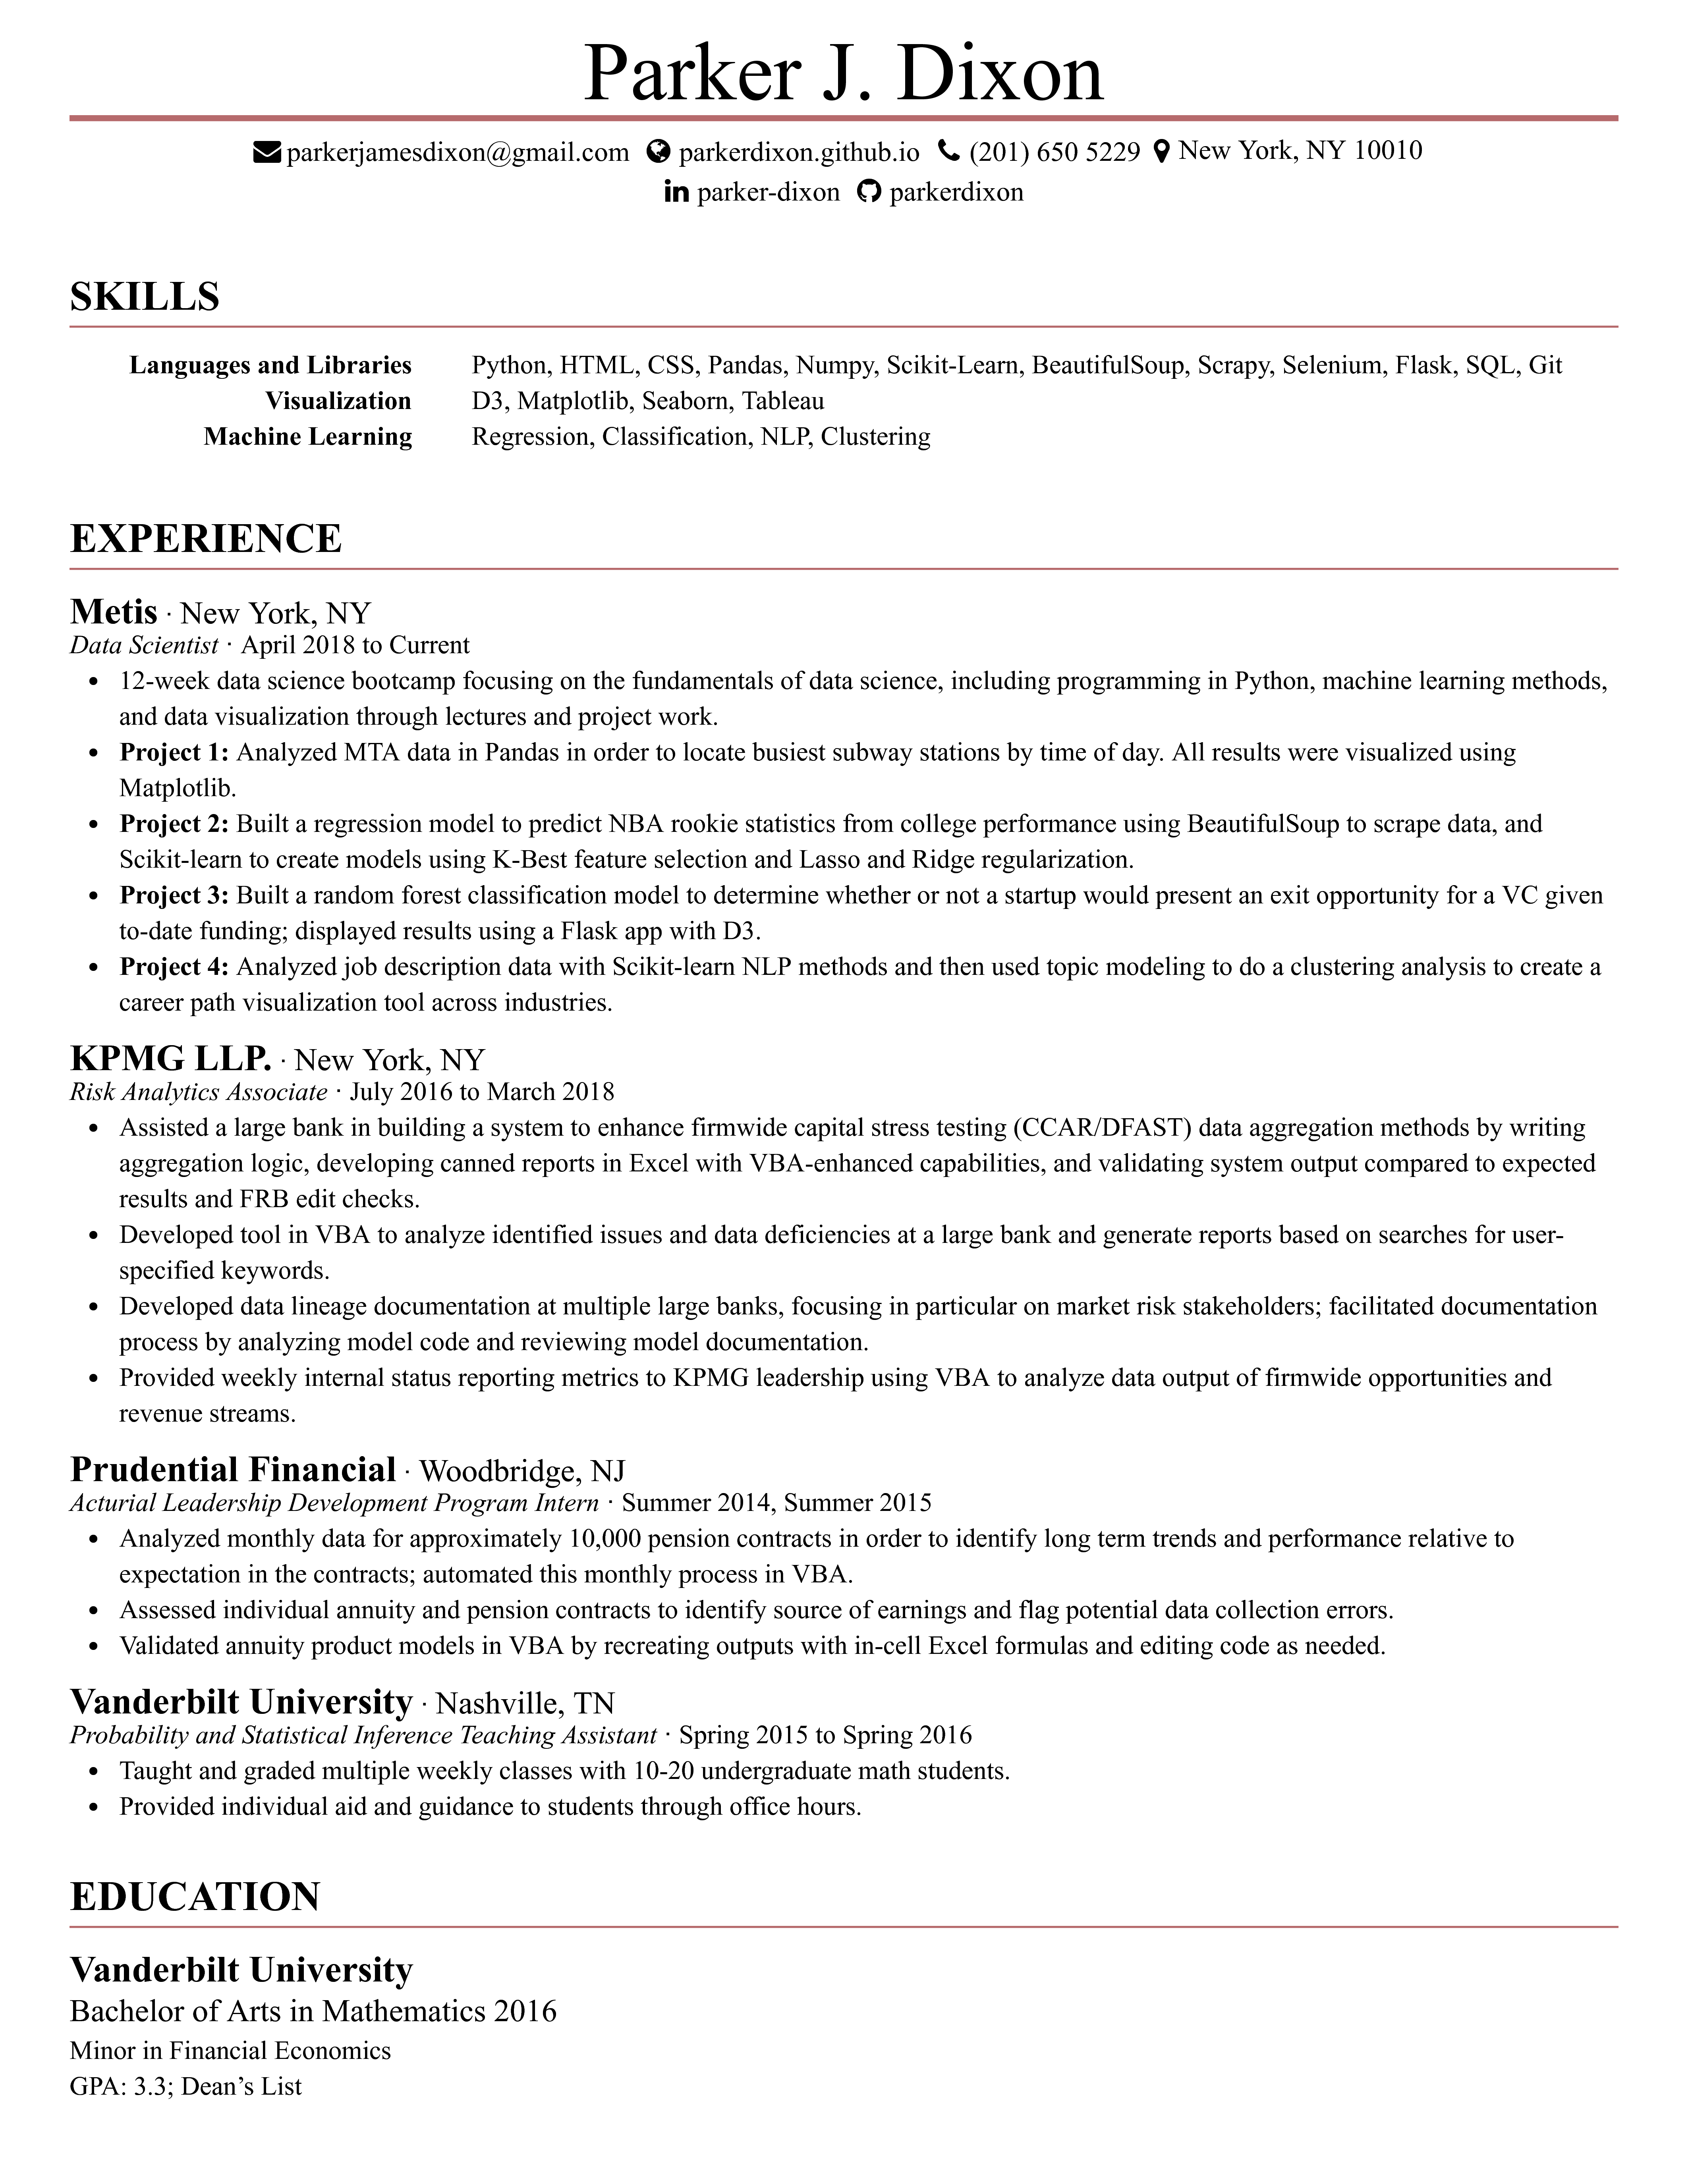 Parker J. Dixon
parkerjamesdixon@gmail.com parkerdixon.github.io (201) 650 5229 New York, NY 10010
parker-dixon parkerdixon
SKILLS
Languages and Libraries Python, HTML, CSS, Pandas, Numpy, Scikit-Learn, BeautifulSoup, Scrapy, Selenium, Flask, SQL, Git
Visualization D3, Matplotlib, Seaborn, Tableau
Machine Learning Regression, Classification, NLP, Clustering
EXPERIENCE
Metis · New York, NY
Data Scientist · April 2018 to Current
• 12-week data science bootcamp focusing on the fundamentals of data science, including programming in Python, machine learning methods,
and data visualization through lectures and project work.
• Project 1: Analyzed MTA data in Pandas in order to locate busiest subway stations by time of day. All results were visualized using
Matplotlib.
• Project 2: Built a regression model to predict NBA rookie statistics from college performance using BeautifulSoup to scrape data, and
Scikit-learn to create models using K-Best feature selection and Lasso and Ridge regularization.
• Project 3: Built a random forest classification model to determine whether or not a startup would present an exit opportunity for a VC given
to-date funding; displayed results using a Flask app with D3.
• Project 4: Analyzed job description data with Scikit-learn NLP methods and then used topic modeling to do a clustering analysis to create a
career path visualization tool across industries.
KPMG LLP. · New York, NY
Risk Analytics Associate · July 2016 to March 2018
• Assisted a large bank in building a system to enhance firmwide capital stress testing (CCAR/DFAST) data aggregation methods by writing
aggregation logic, developing canned reports in Excel with VBA-enhanced capabilities, and validating system output compared to expected
results and FRB edit checks.
• Developed tool in VBA to analyze identified issues and data deficiencies at a large bank and generate reports based on searches for user-
specified keywords.
• Developed data lineage documentation at multiple large banks, focusing in particular on market risk stakeholders; facilitated documentation
process by analyzing model code and reviewing model documentation.
• Provided weekly internal status reporting metrics to KPMG leadership using VBA to analyze data output of firmwide opportunities and
revenue streams.
Prudential Financial · Woodbridge, NJ
Acturial Leadership Development Program Intern · Summer 2014, Summer 2015
• Analyzed monthly data for approximately 10,000 pension contracts in order to identify long term trends and performance relative to
expectation in the contracts; automated this monthly process in VBA.
• Assessed individual annuity and pension contracts to identify source of earnings and flag potential data collection errors.
• Validated annuity product models in VBA by recreating outputs with in-cell Excel formulas and editing code as needed.
Vanderbilt University · Nashville, TN
Probability and Statistical Inference Teaching Assistant · Spring 2015 to Spring 2016
• Taught and graded multiple weekly classes with 10-20 undergraduate math students.
• Provided individual aid and guidance to students through office hours.
EDUCATION
Vanderbilt University
Bachelor of Arts in Mathematics 2016
Minor in Financial Economics
GPA: 3.3; Dean’s List